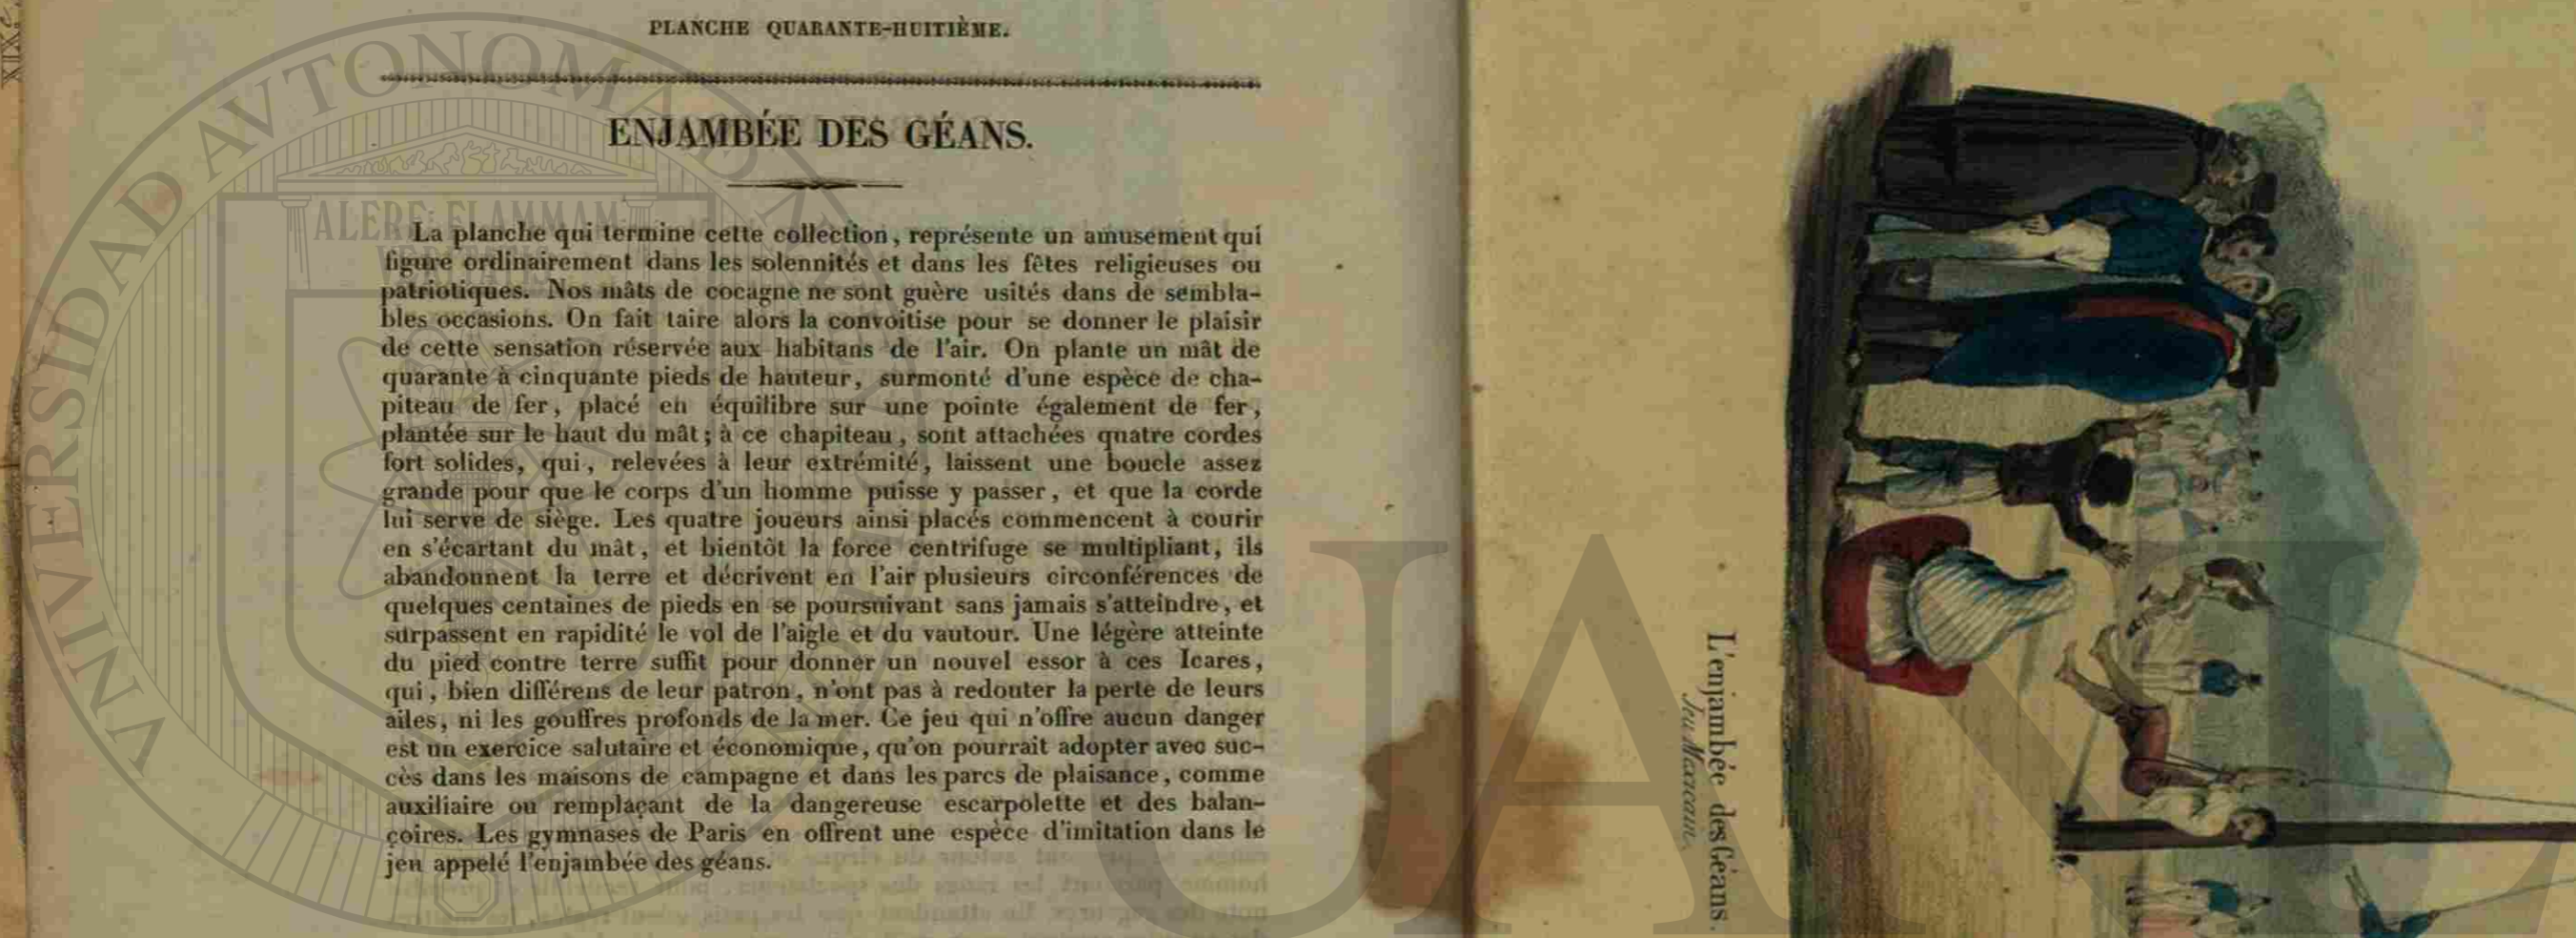 PLANCHE QUARANTE-HUITIÈME.
ENJAMBÉE DES GÉANS.
La planche qui termine cette collection, représente un amusement qui
figure ordinairement dans les solennités et dans les fêtes religieuses ou
patriotiques. Nos mâts de cocagne ne sont guère usités dans de sembla-
bles occasions. On fait taire alors la convoitise pour se donner le plaisir
de cette sensation réservée aux habitans de l'air. On plante un mât de
quarante à cinquante pieds de hauteur, surmonté d'une espèce de cha-
piteau de fer, placé en équilibre sur une pointe également de fer,
plantée sur le haut du mât; à ce chapiteau, sont attachées quatre cordes
fort solides, qui, relevées à leur extrémité, laissent une boucle assez
grande pour que le corps d'un homme puisse y passer, et que la corde
lui serve de siège. Les quatre joueurs ainsi placés commencent à courir
en s'écartant du mât, et bientôt la force centrifuge se multipliant, ils
abandonnent la terre et décrivent en l'air plusieurs circonférences de
quelques centaines de pieds en se poursuivant sans jamais s'atteindre, et
surpassent en rapidité le vol de l'aigle et du vautour. Une légère atteinte
du pied contre terre suffit pour donner un nouvel essor à ces Icares,
qui, bien différens de leur patron, n'ont pas à redouter la perte de leurs
ailes, ni les gouffres profonds de la mer. Ce jeu qui n'offre aucun danger
est un exercice salutaire et économique, qu'on pourrait adopter avec suc-
cès dans les maisons de campagne et dans les parcs de plaisance, comme
auxiliaire ou remplaçant de la dangereuse escarpolette et des balan-
çoires. Les gymnases de Paris en offrent une espèce d'imitation dans le
jeu appelé l'enjambée des géans.
L'enjambée des Géans.
Jeu Mexicain.
VNIVERSIDAD AVTONOMA D
ALERE FLAMMAM
UANL